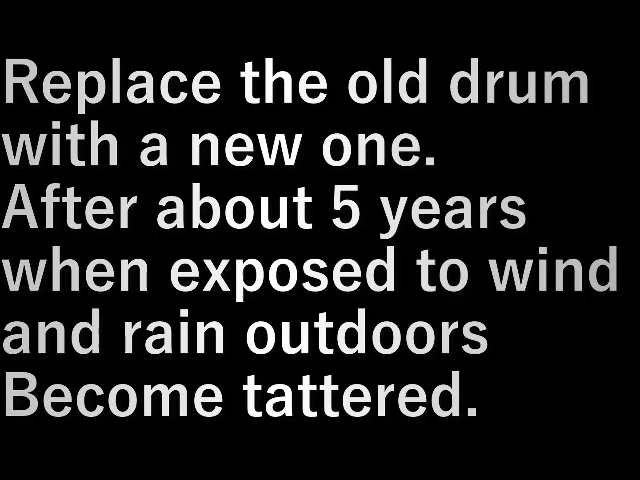 Replace the old drum
with a new one.
After about 5 years
when exposed to wind
and rain outdoors
Become tattered.